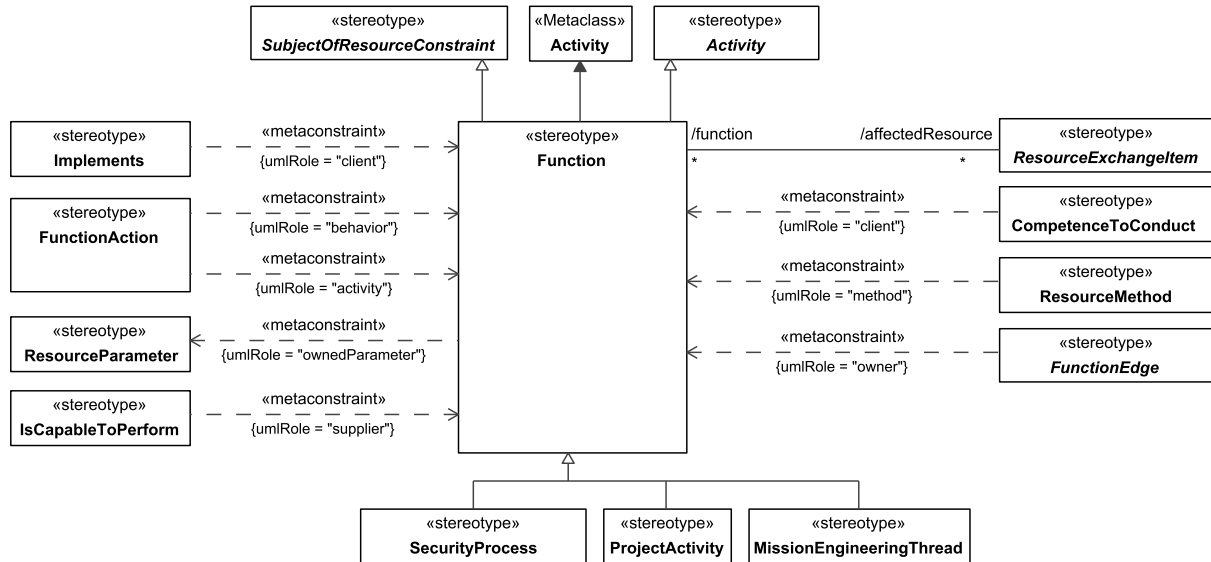 «stereotype»
SubjectOfResourceConstraint
«Metaclass»
Activity
«stereotype»
Activity
«stereotype»
Implements
«metaconstraint»
{umlRole = "client"}
«stereotype»
FunctionAction
«metaconstraint»
{umlRole = "behavior"}
«metaconstraint»
{umlRole = "activity"}
«stereotype»
ResourceParameter
«metaconstraint»
{umlRole = "ownedParameter"}
«stereotype»
IsCapableToPerform
«metaconstraint»
{umlRole = "supplier"}
«stereotype»
Function
/function
/affectedResource
*
*
«stereotype»
ResourceExchangeItem
«metaconstraint»
{umlRole = "client"}
«stereotype»
CompetenceToConduct
«metaconstraint»
{umlRole = "method"}
«stereotype»
ResourceMethod
«metaconstraint»
{umlRole = "owner"}
«stereotype»
FunctionEdge
«stereotype»
SecurityProcess
«stereotype»
ProjectActivity
«stereotype»
MissionEngineeringThread